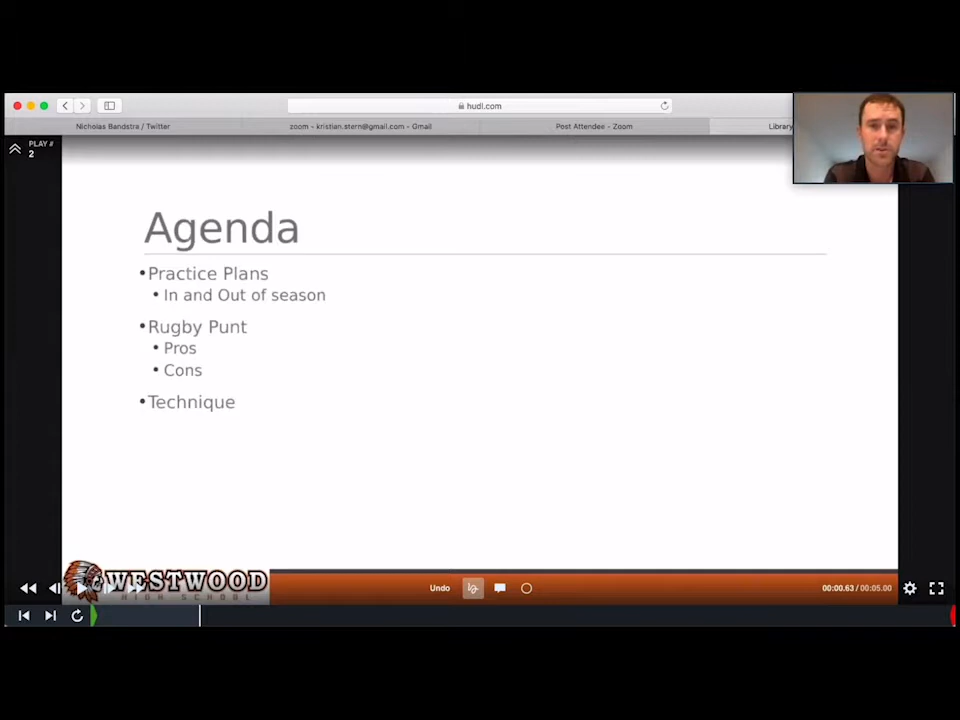 hudl.com
Nicholas Bandstra / Twitter
zoom - kristian.stern@gmail.com - Gmail
Post Attendee - Zoom
Library
PLAY #
2
Agenda
•Practice Plans
• In and Out of season
•Rugby Punt
• Pros
• Cons
•Technique
WESTWOOD
HIGH SCHOOL
Undo
00:00.63 / 00:05.00